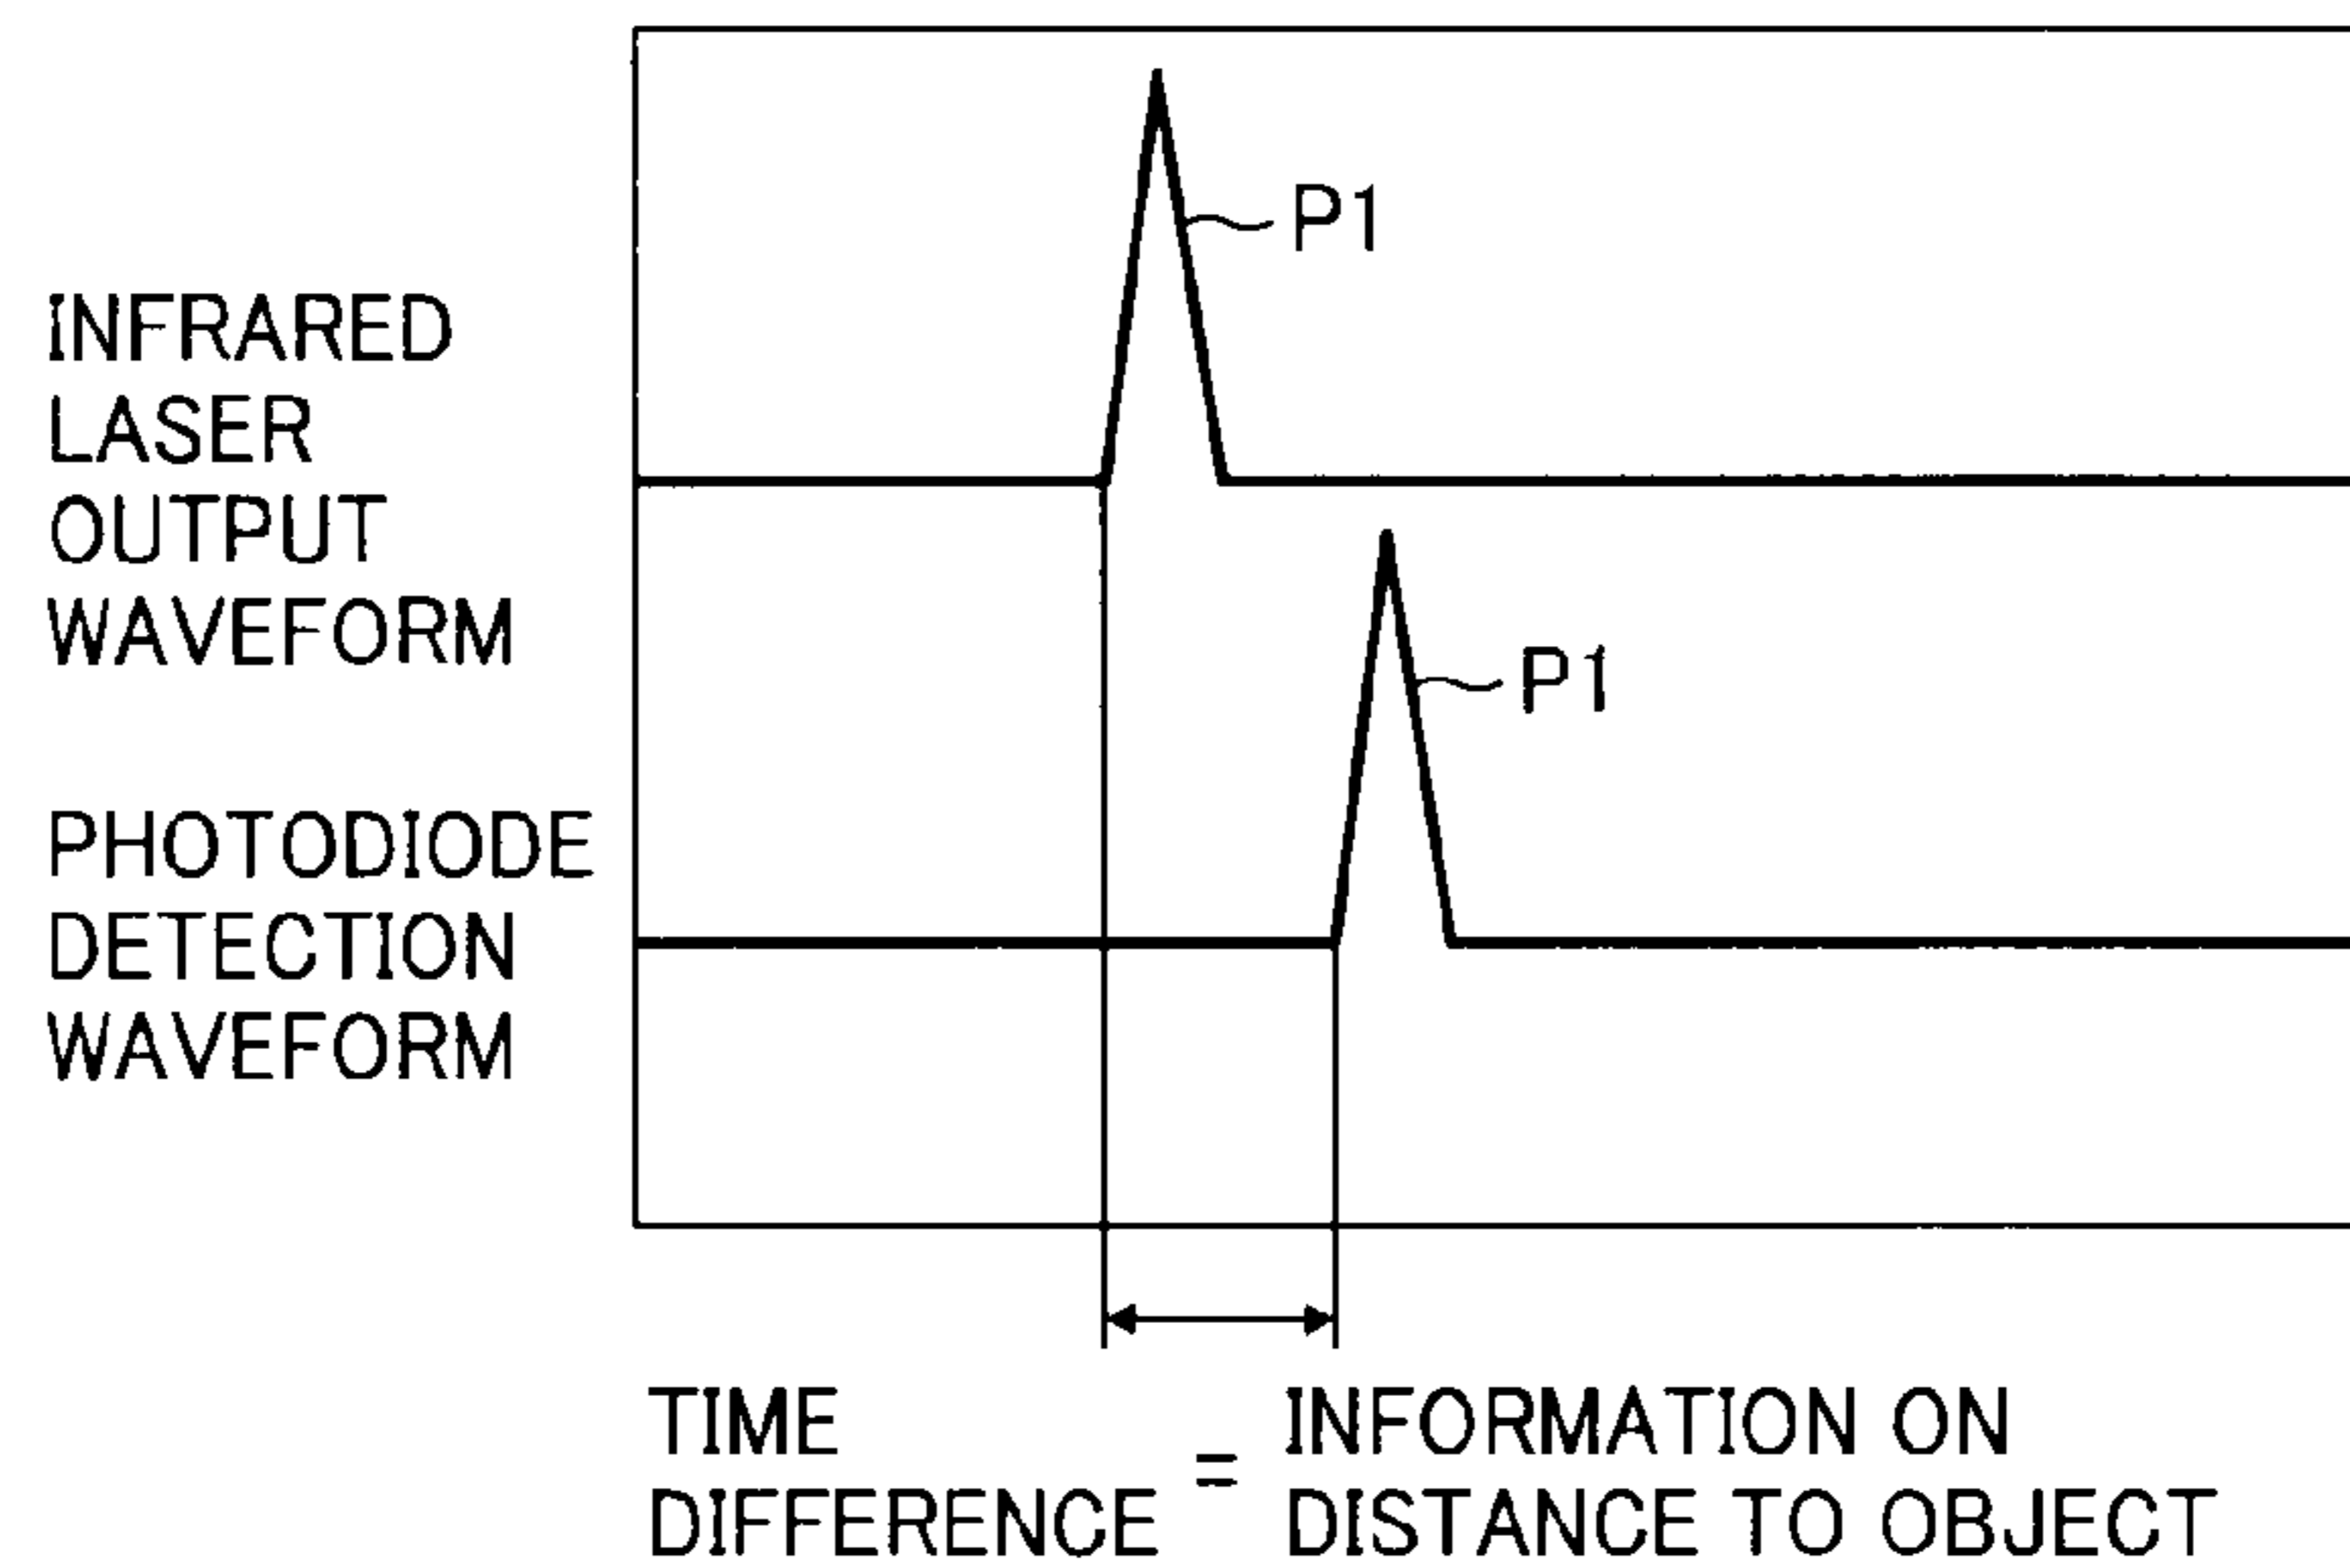 P1
INFRARED
LASER
OUTPUT
WAVEFORM
P1
PHOTODIODE
DETECTION
WAVEFORM
TIME
DIFFERENCE
=
INFORMATION ON
DISTANCE TO OBJECT